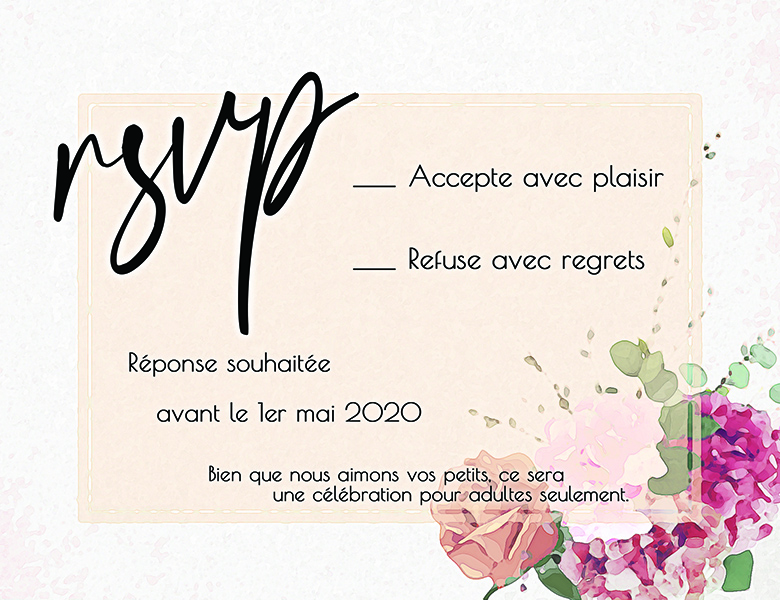 rsvp
___ Accepte avec plaisir
___ Refuse avec regrets
Réponse souhaitée
avant le 1er mai 2020
Bien que nous aimons vos petits, ce sera
une célébration pour adultes seulement.